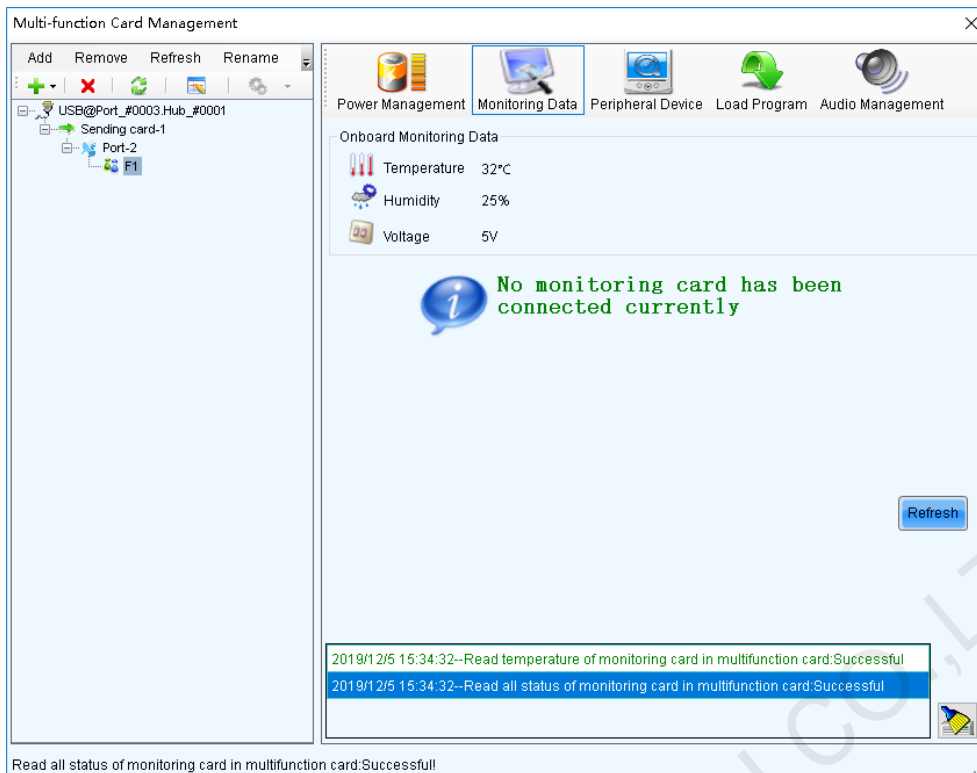 Multi-function Card Management
Add Remove Refresh Rename
USB@Port_#0003.Hub_#0001
Sending card-1
Port-2
F1
Power Management Monitoring Data Peripheral Device Load Program Audio Management
Onboard Monitoring Data
Temperature 32°C
Humidity 25%
Voltage 5V
No monitoring card has been
connected currently
Refresh
2019/12/5 15:34:32--Read temperature of monitoring card in multifunction card:Successful
2019/12/5 15:34:32--Read all status of monitoring card in multifunction card:Successful
Read all status of monitoring card in multifunction card:Successful!